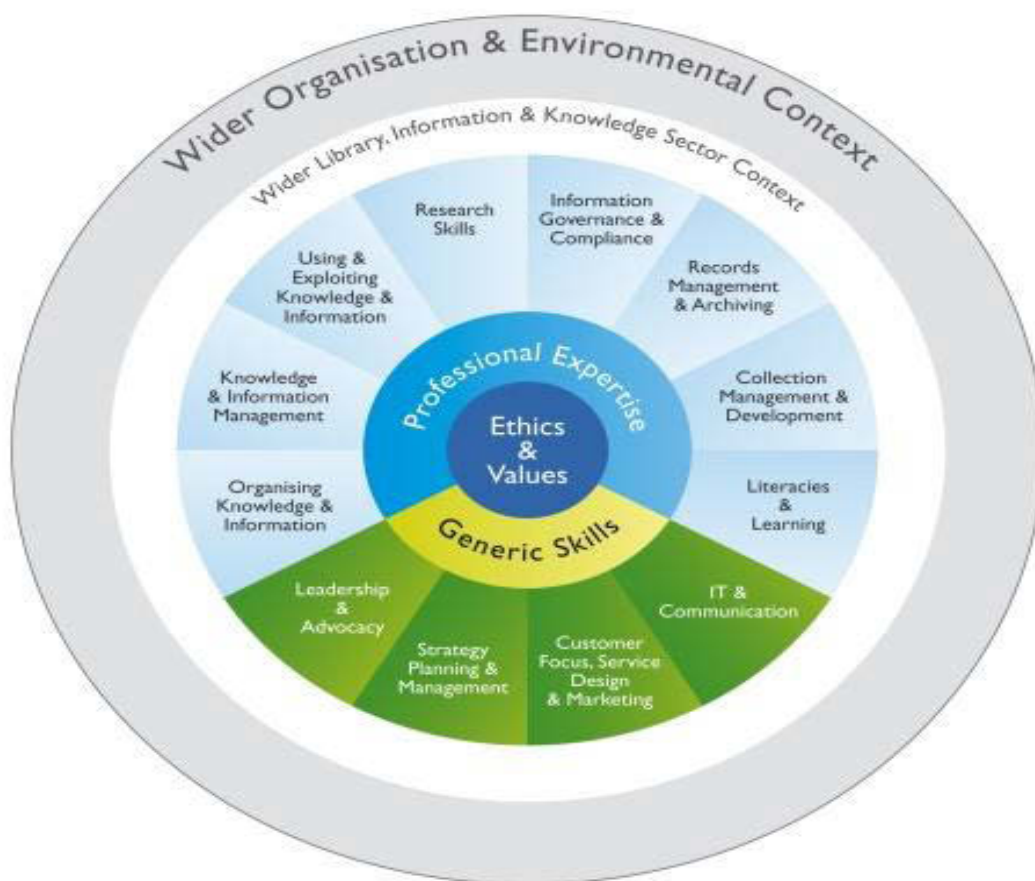 Wider Organisation & Environmental Context
Wider Library, Information & Knowledge Sector Context
Research
Skills
Information
Governance &
Compliance
Using &
Exploiting
Knowledge &
Information
Records
Management
& Archiving
Knowledge
& Information
Management
Collection
Management &
Development
Organising
Knowledge &
Information
Literacies
&
Learning
Professional Expertise
Ethics
&
Values
Generic Skills
Leadership
&
Advocacy
Strategy
Planning &
Management
Customer
Focus, Service
Design
& Marketing
IT &
Communication